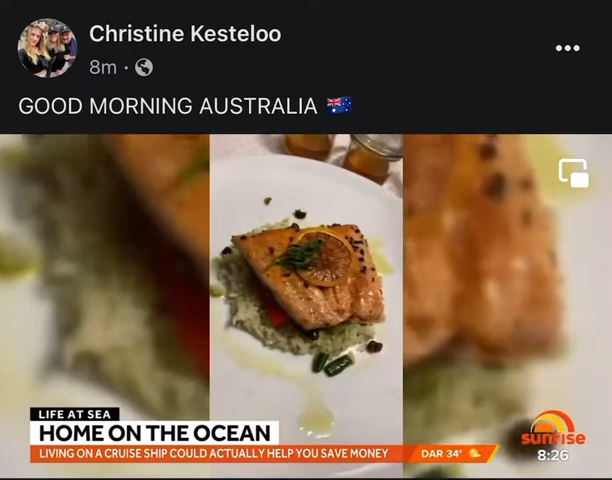 Christine Kesteloo
8m ·
GOOD MORNING AUSTRALIA 🇦🇺
LIFE AT SEA
HOME ON THE OCEAN
LIVING ON A CRUISE SHIP COULD ACTUALLY HELP YOU SAVE MONEY
DAR 34°
sunrise
8:26